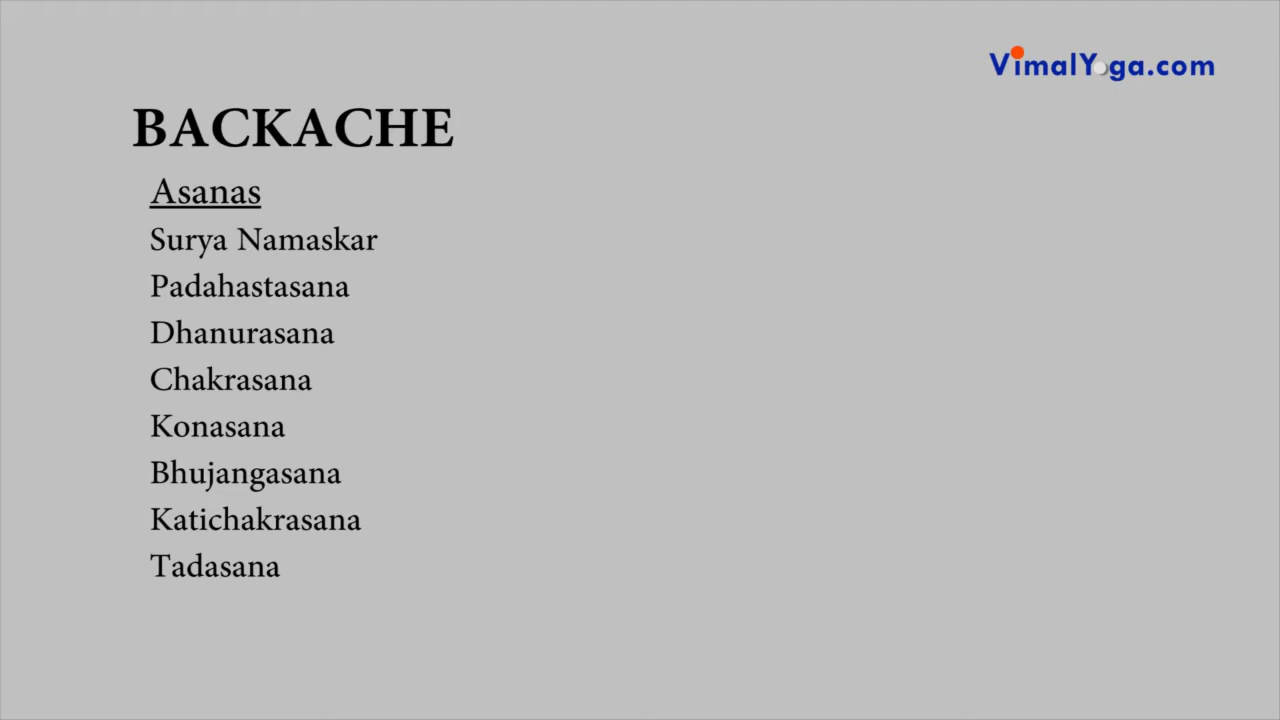 VimalYoga.com
BACKACHE
Asanas
Surya Namaskar
Padahastasana
Dhanurasana
Chakrasana
Konasana
Bhujangasana
Katichakrasana
Tadasana